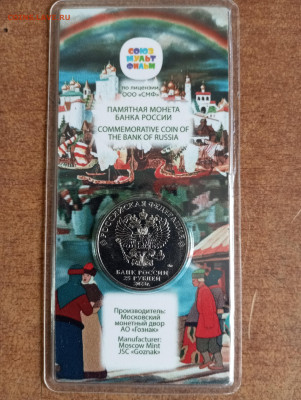 СОЮЗ
МУЛЬТ
ФИЛЬМ
по лицензии
ООО «СМФ»
ПАМЯТНАЯ МОНЕТА
БАНКА РОССИИ
COMMEMORATIVE COIN OF
THE BANK OF RUSSIA
РОССИЙСКАЯ ФЕДЕРАЦИЯ
БАНК РОССИИ
25 РУБЛЕЙ
Производитель:
Московский
монетный двор
АО «Гознак»
Manufacturer:
Moscow Mint
JSC «Goznak»